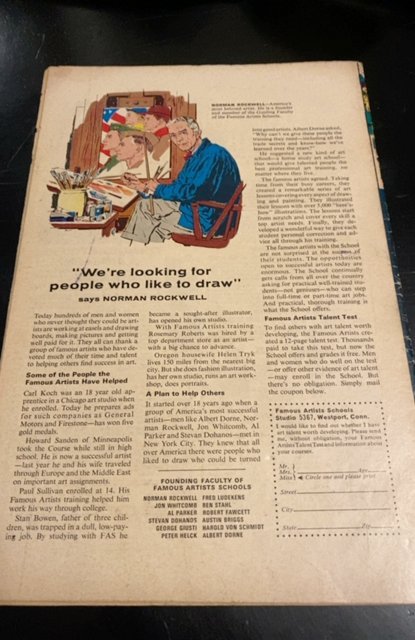 NORMAN ROCKWELL—America's
most beloved artist. He is a founder
and member of the Guiding Faculty
of the Famous Artists Schools.
"We're looking for
people who like to draw"
says NORMAN ROCKWELL
Today hundreds of men and women
who never thought they could be art-
ists are working at easels and drawing
boards, making pictures and getting
well paid for it. They all can thank a
group of famous artists who have de-
voted much of their time and talent
to helping others find success in art.
Some of the People the
Famous Artists Have Helped
Carl Koch was an 18 year old ap-
prentice in a Chicago art studio when
he enrolled. Today he prepares ads
for such companies as General
Motors and Firestone—has won five
gold medals.
Howard Sanden of Minneapolis
took the Course while still in high
school. He is now a successful artist
—last year he and his wife traveled
through Europe and the Middle East
on important art assignments.
Paul Sullivan enrolled at 14. His
Famous Artists training helped him
work his way through college.
Stan Bowen, father of three chil-
dren, was trapped in a dull, low-pay-
ing job. By studying with FAS he
became a sought-after illustrator,
has opened his own studio.
With Famous Artists training
Rosemary Roberts was hired by a
top department store as an artist—
with a big chance to advance.
Oregon housewife Helen Tryk
lives 150 miles from the nearest big
city. But she does fashion illustration,
has her own studio, runs an art work-
shop, does portraits.
A Plan to Help Others
It started over 18 years ago when a
group of America's most successful
artists—men like Albert Dorne, Nor-
man Rockwell, Jon Whitcomb, Al
Parker and Stevan Dohanos—met in
New York City. They knew that all
over America there were people who
liked to draw who could be turned
FOUNDING FACULTY OF
FAMOUS ARTISTS SCHOOLS
NORMAN ROCKWELL FRED LUDEKENS
JON WHITCOMB BEN STAHL
AL PARKER ROBERT FAWCETT
STEVAN DOHANOS AUSTIN BRIGGS
GEORGE GIUSTI HAROLD VON SCHMIDT
PETER HELCK ALBERT DORNE
into good artists. Albert Dorne asked,
"Why can't we give these people the
training they need—including all the
trade secrets and know-how we've
learned over the years?"
He suggested a new kind of art
school—a home study art school—
that would give talented people the
best professional art training, no
matter where they live.
The famous artists agreed. Taking
time from their busy careers, they
created a remarkable series of art
lessons covering every aspect of draw-
ing and painting. They illustrated
their lessons with over 5,000 "here's
how" illustrations. The lessons start
from scratch and cover every skill a
top artist needs. Finally, they de-
veloped a wonderful way to give each
student personal correction and ad-
vice all through his training.
The famous artists with the School
are not surprised at the success of
their students. The opportunities
open to successful artists today are
enormous. The School continually
gets calls from all over the country
asking for practical well-trained stu-
dents—not geniuses—who can step
into full-time or part-time art jobs.
And practical, thorough training is
what the School offers.
Famous Artists Talent Test
To find others with art talent worth
developing, the Famous Artists cre-
ated a 12-page talent test. Thousands
paid to take this test, but now the
School offers and grades it free. Men
and women who do well on the test
—or offer other evidence of art talent
—may enroll in the School. But
there's no obligation. Simply mail
the coupon below.
Famous Artists Schools
Studio 5367, Westport, Conn.
I would like to find out whether I have
art talent worth developing. Please send
me, without obligation, your Famous
Artists Talent Test and information about
your courses.
Mr.
Mrs. Age
Miss Circle one and please print
Street
City
State Zip